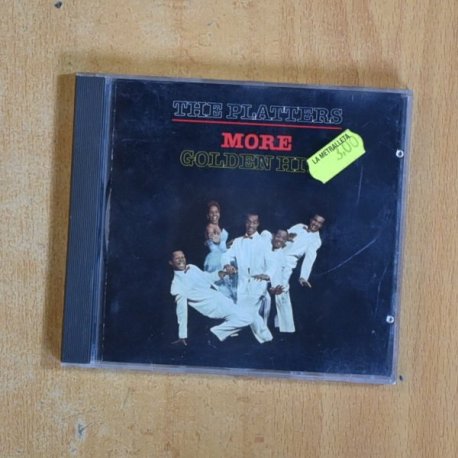 THE PLATTERS
MORE
GOLDEN HI
LA METRALLETA
3,00